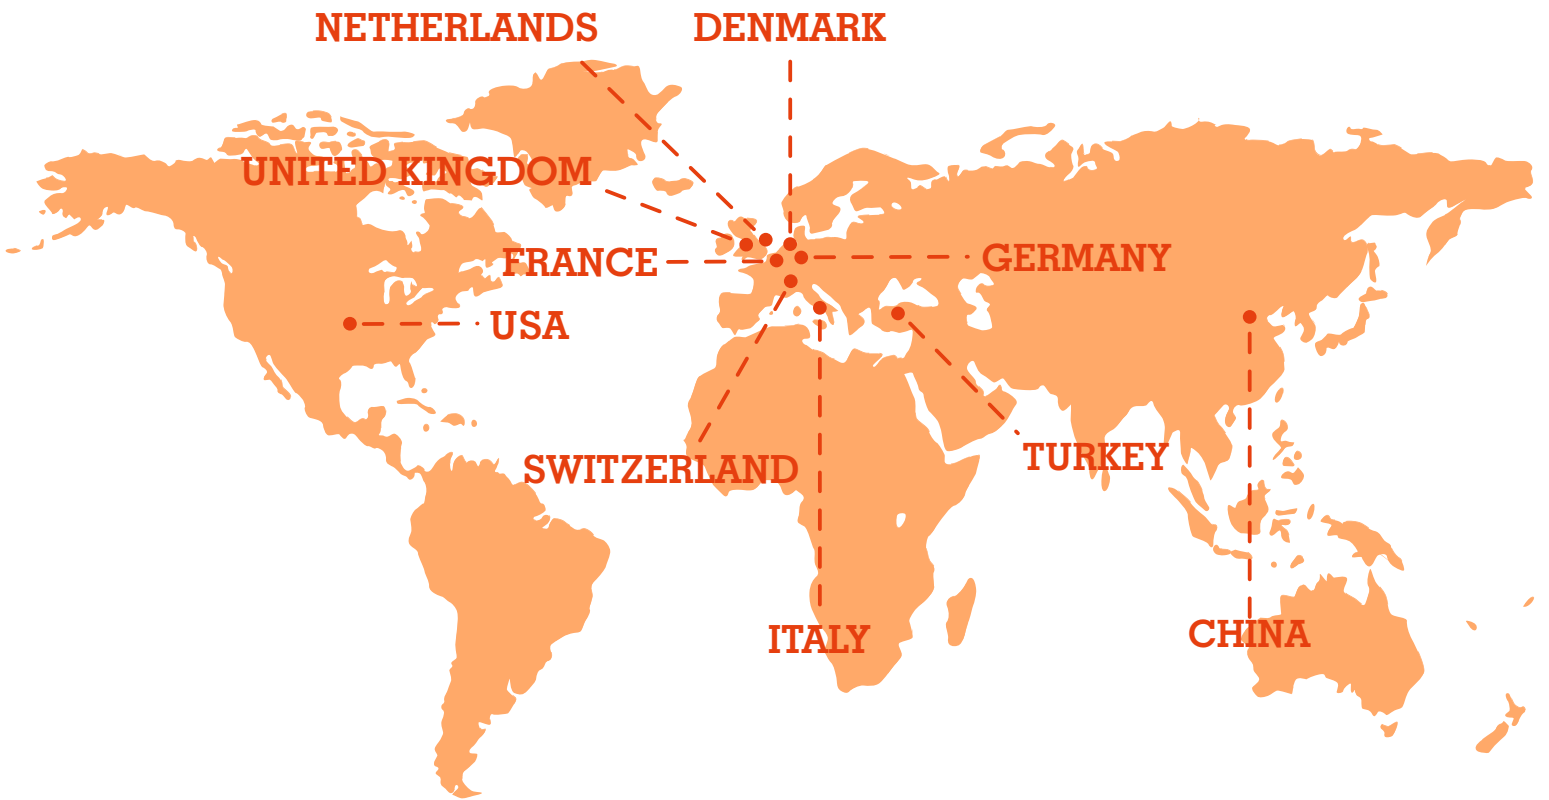 NETHERLANDS
DENMARK
UNITED KINGDOM
FRANCE
GERMANY
USA
SWITZERLAND
TURKEY
ITALY
CHINA